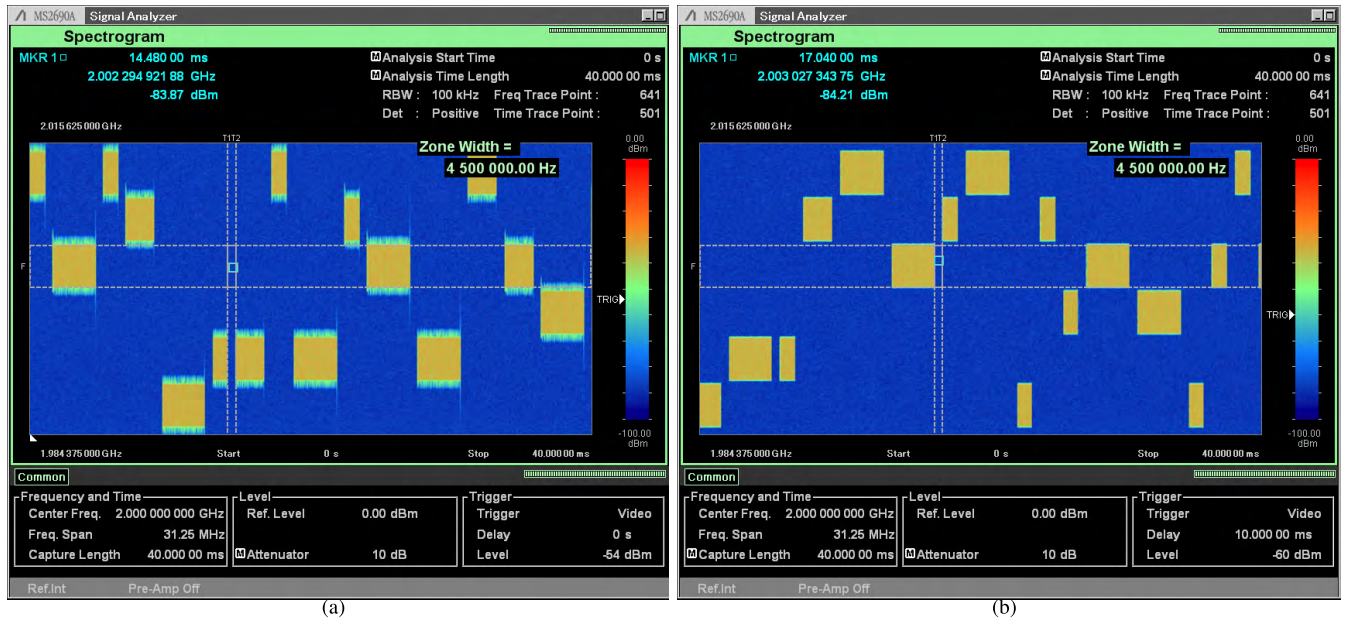 MS2690A Signal Analyzer
Spectrogram
MKR 1 14.480 00 ms
2.002 294 921 88 GHz
-83.87 dBm
M Analysis Start Time 0 s
M Analysis Time Length 40.000 00 ms
RBW : 100 kHz Freq Trace Point : 641
Det : Positive Time Trace Point : 501
2.015 625 000 GHz
T1T2
Zone Width =
4 500 000.00 Hz
0.00
dBm
F
TRIG
-100.00
dBm
1.984 375 000 GHz Start 0 s Stop 40.000 00 ms
Common
Frequency and Time
Center Freq. 2.000 000 000 GHz
Freq. Span 31.25 MHz
Capture Length 40.000 00 ms
Level
Ref. Level 0.00 dBm
M Attenuator 10 dB
Trigger
Trigger Video
Delay 0 s
Level -54 dBm
Ref.Int Pre-Amp Off
(a)
MS2690A Signal Analyzer
Spectrogram
MKR 1 17.040 00 ms
2.003 027 343 75 GHz
-84.21 dBm
M Analysis Start Time 0 s
M Analysis Time Length 40.000 00 ms
RBW : 100 kHz Freq Trace Point : 641
Det : Positive Time Trace Point : 501
2.015 625 000 GHz
T1T2
Zone Width =
4 500 000.00 Hz
0.00
dBm
F
TRIG
-100.00
dBm
1.984 375 000 GHz Start 0 s Stop 40.000 00 ms
Common
Frequency and Time
Center Freq. 2.000 000 000 GHz
Freq. Span 31.25 MHz
M Capture Length 40.000 00 ms
Level
Ref. Level 0.00 dBm
M Attenuator 10 dB
Trigger
Trigger Video
Delay 10.000 00 ms
Level -60 dBm
Ref.Int Pre-Amp Off
(b)